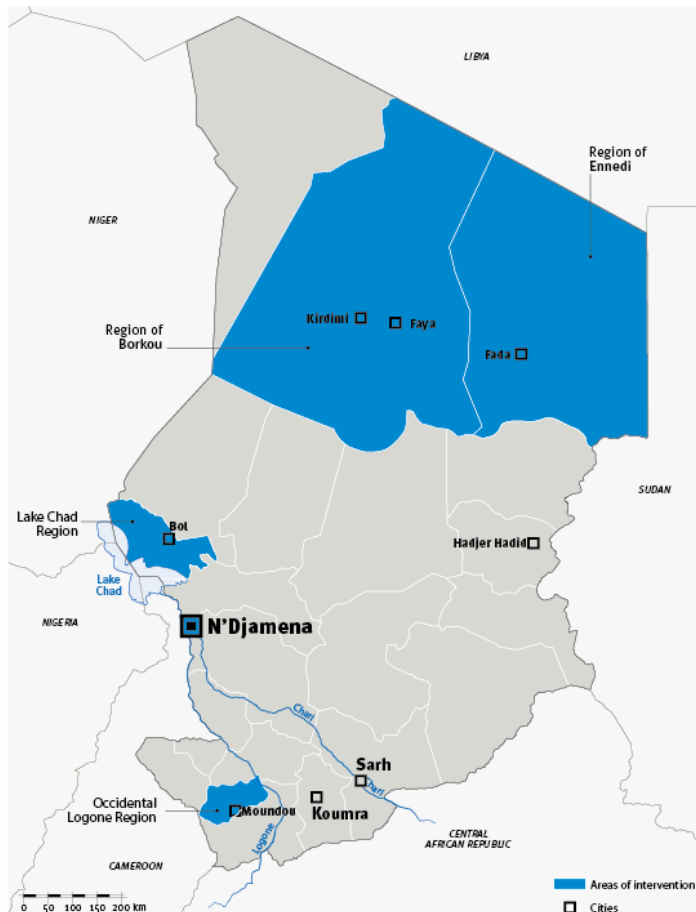 LIBYA
Region of
Ennedi
NIGER
Kirdimi
Faya
Region of
Borkou
Fada
SUDAN
Lake Chad
Region
Bol
Hadjer Hadid
Lake
Chad
NIGERIA
N'Djamena
Chari
Sarh
Chari
Occidental
Logone Region
Moundou
Koumra
Logone
CENTRAL
AFRICAN REPUBLIC
CAMEROON
Areas of intervention
0 50 100 150 200 km
Cities